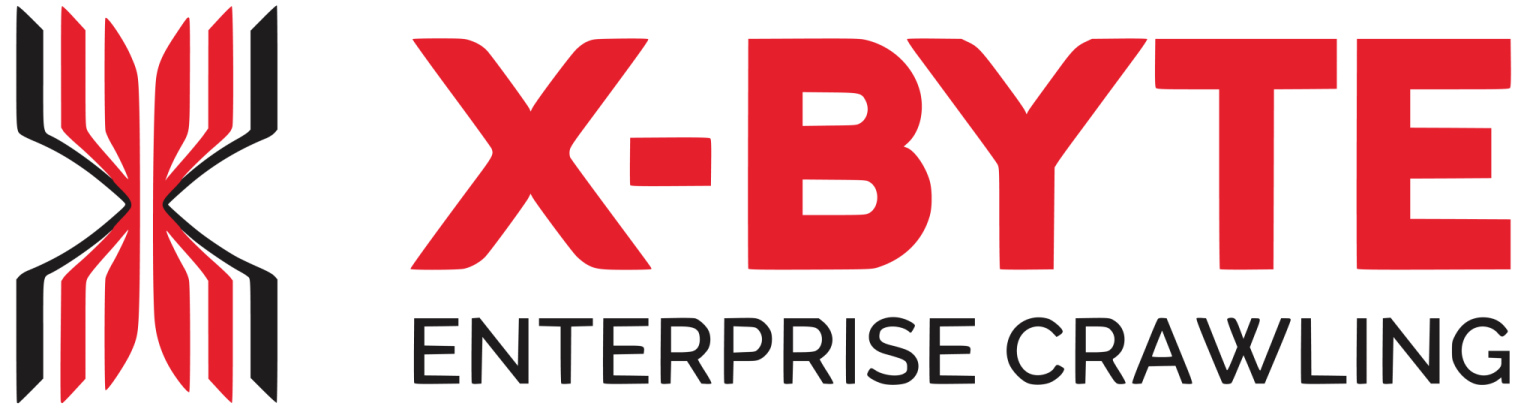 X-BYTE
ENTERPRISE CRAWLING